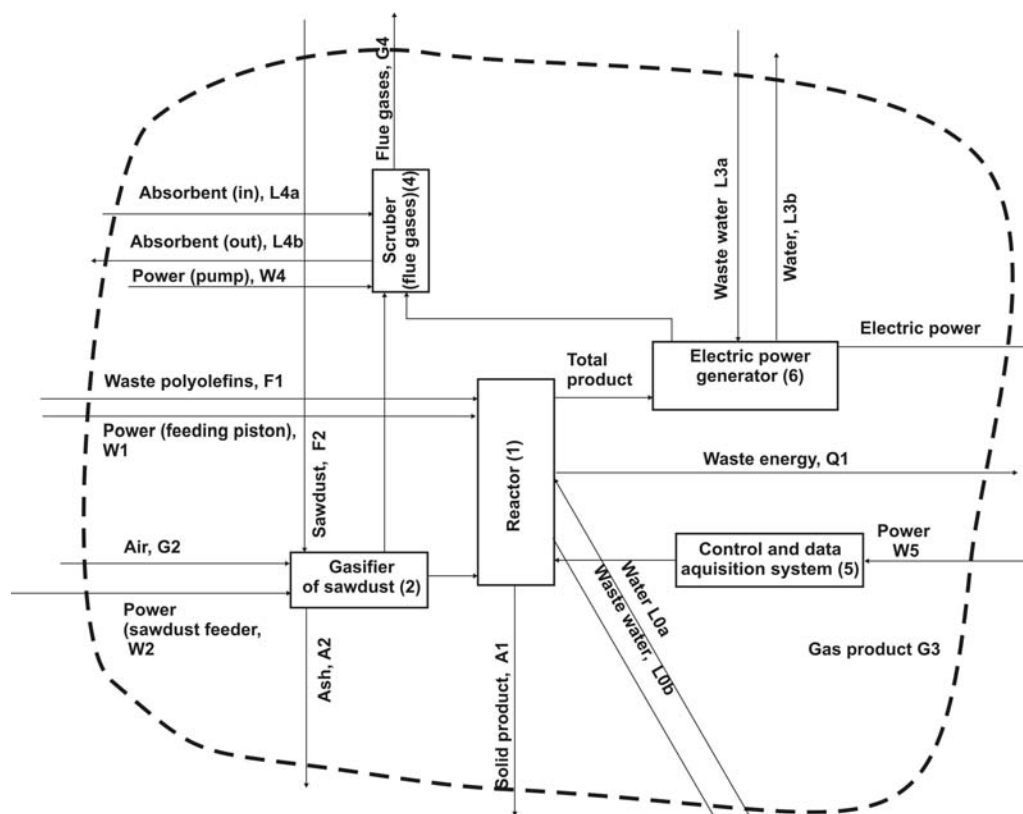 Flue gases, G4
Absorbent (in), L4a
Absorbent (out), L4b
Power (pump), W4
Scruber
(flue gases)(4)
Waste water L3a
Water, L3b
Electric power
Electric power
generator (6)
Total
product
Waste polyolefins, F1
Power (feeding piston),
W1
Sawdust, F2
Reactor (1)
Waste energy, Q1
Air, G2
Gasifier
of sawdust (2)
Power
(sawdust feeder,
W2
Control and data
aquisition system (5)
Power
W5
Water L0a
Waste water, L0b
Gas product G3
Ash, A2
Solid product, A1